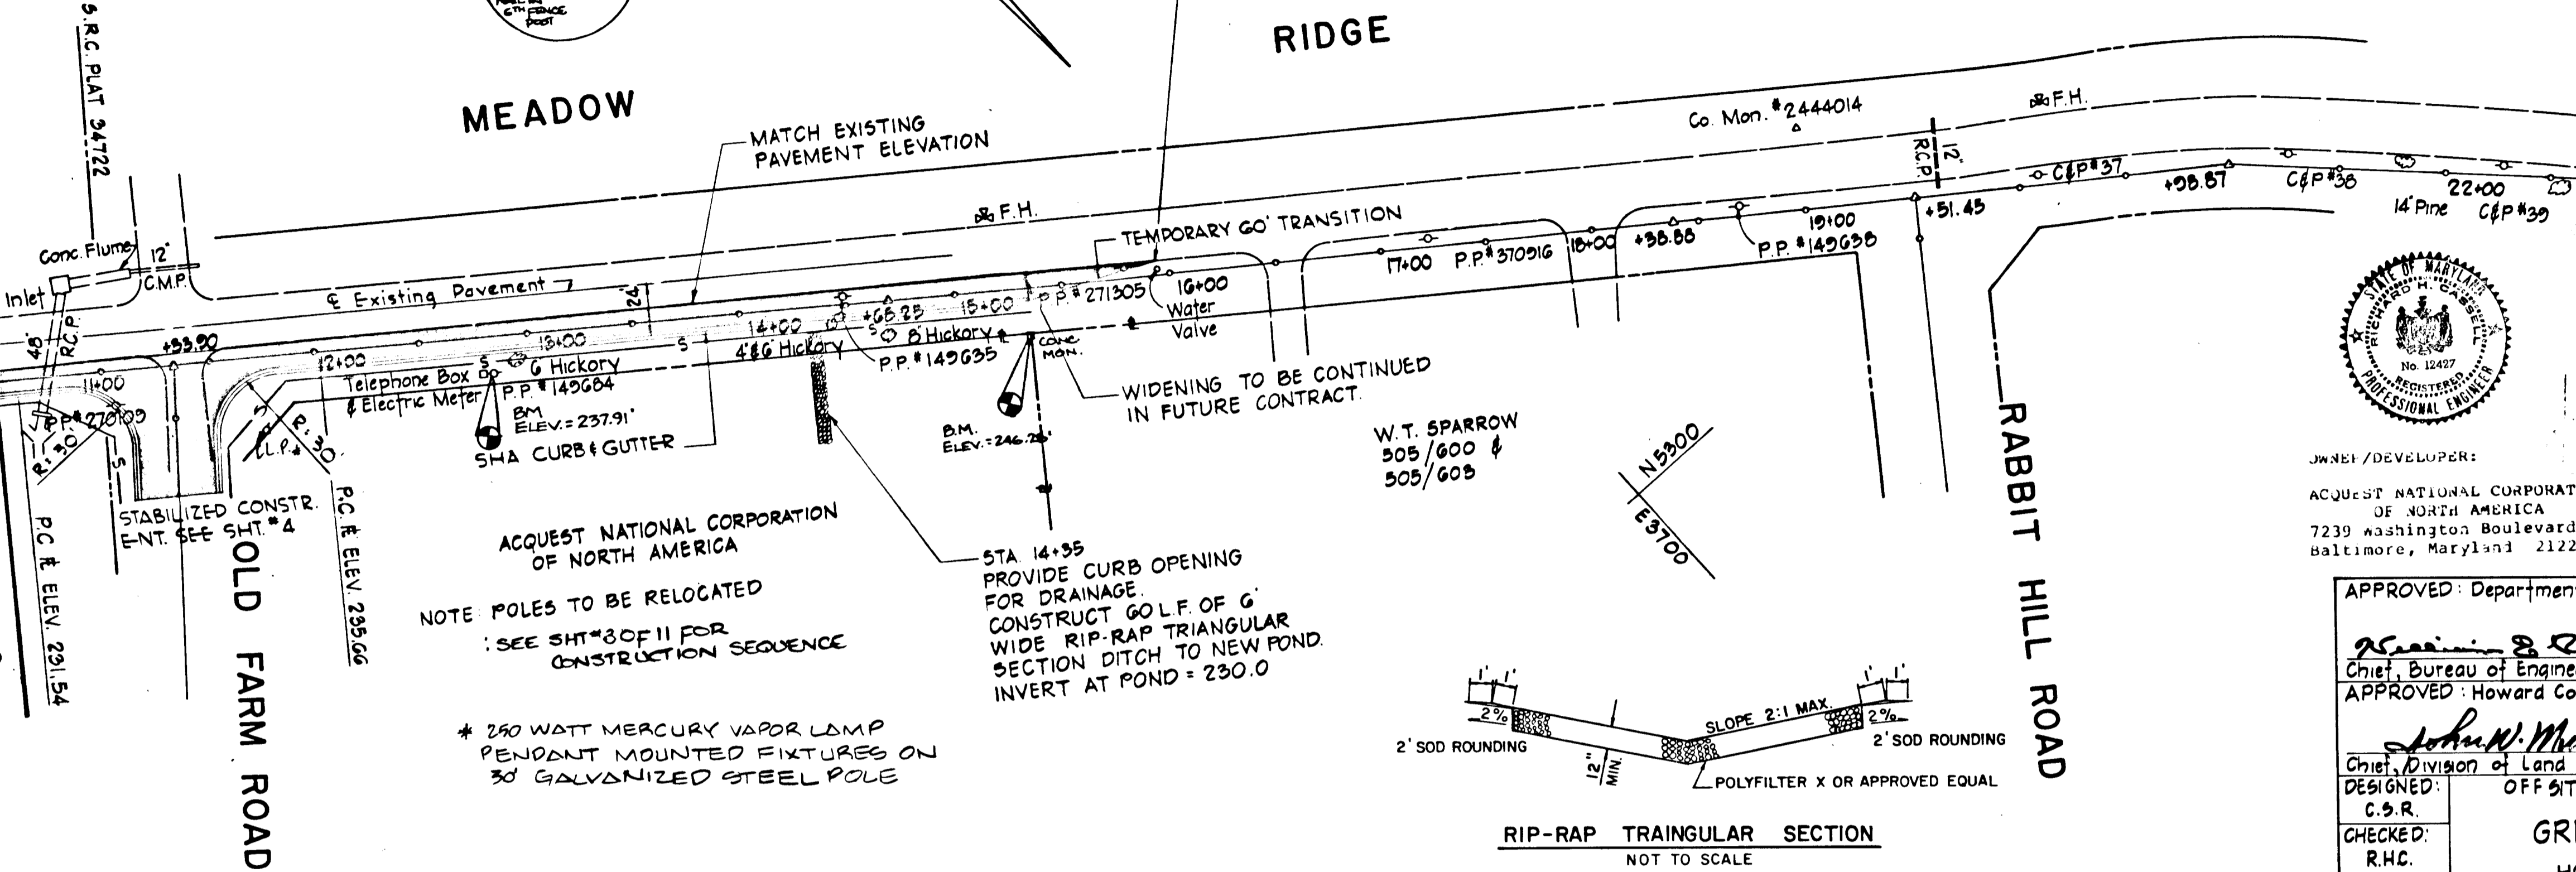 S.R.C. PLAT 34722
6TH FENCE
POST
MEADOW
RIDGE
MATCH EXISTING
PAVEMENT ELEVATION
Co. Mon. #2444014
F.H.
12"
R.C.P.
C&P #37
+98.87
C&P #38
22+00
14" Pine
C&P #39
Conc. Flume
12"
C.M.P.
Inlet
48"
R.C.P.
℄ Existing Pavement
24'
F.H.
TEMPORARY 60' TRANSITION
+33.90
11+00
12+00
13+00
14+00
+68.25
15+00
P.P. #271305
16+00
Water
Valve
17+00
P.P. #370916
18+00
+38.88
19+00
P.P. #149638
+51.45
S
6" Hickory
4"&6" Hickory
S
8" Hickory
P.P. #149635
CONC.
MON.
Telephone Box
& Electric Meter
P.P. #149684
BM
ELEV.=237.91'
SHA CURB & GUTTER
P.P. #270109
R=30'
R=30'
S
S
L.P.*
WIDENING TO BE CONTINUED
IN FUTURE CONTRACT.
B.M.
W.T. SPARROW
505/600 &
505/603
N5300
E3700
STABILIZED CONSTR.
ENT. SEE SHT. #4
P.C. ℄ ELEV. 231.54
P.C. ℄ ELEV. 235.66
OLD FARM ROAD
RABBIT HILL ROAD
ACQUEST NATIONAL CORPORATION
OF NORTH AMERICA
NOTE: POLES TO BE RELOCATED
: SEE SHT #3 OF 11 FOR
CONSTRUCTION SEQUENCE
* 250 WATT MERCURY VAPOR LAMP
PENDANT MOUNTED FIXTURES ON
30' GALVANIZED STEEL POLE
STA. 14+35
PROVIDE CURB OPENING
FOR DRAINAGE.
CONSTRUCT 60 L.F. OF 6'
WIDE RIP-RAP TRIANGULAR
SECTION DITCH TO NEW POND.
INVERT AT POND = 230.0
1' 1'
2%
2' SOD ROUNDING
12"
MIN.
SLOPE 2:1 MAX.
1' 1'
2%
2' SOD ROUNDING
POLYFILTER X OR APPROVED EQUAL
RIP-RAP TRAINGULAR SECTION
NOT TO SCALE
STATE OF MARYLAND
RICHARD H. CASSELL
No. 12427
REGISTERED
PROFESSIONAL ENGINEER
OWNER/DEVELOPER:
ACQUEST NATIONAL CORPORAT
OF NORTH AMERICA
7239 Washington Boulevard
Baltimore, Maryland 2122
APPROVED: Departmen
Chief, Bureau of Engine
APPROVED: Howard Co
John W. Mu
Chief, Division of Land
DESIGNED:
C.S.R.
CHECKED:
R.H.C.
OFF SIT
GR